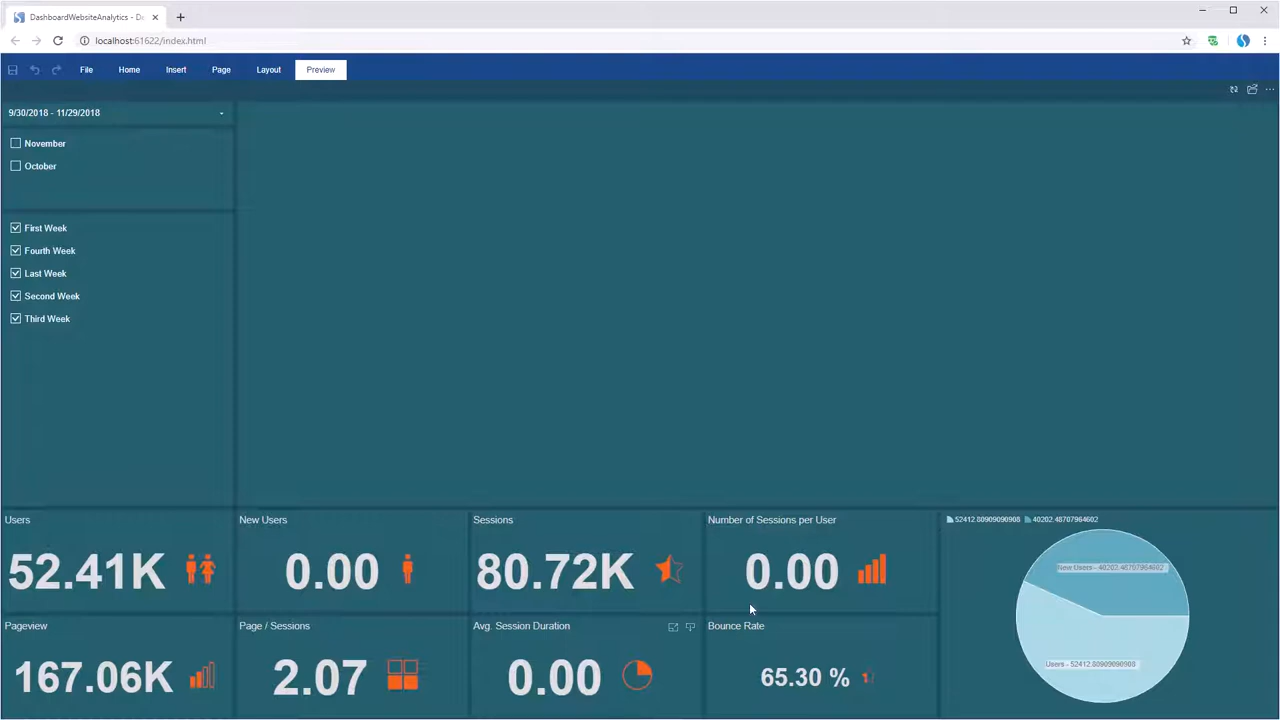 DashboardWebsiteAnalytics - De
localhost:61622/index.html
File Home Insert Page Layout Preview
9/30/2018 - 11/29/2018
November
October
First Week
Fourth Week
Last Week
Second Week
Third Week
Users
52.41K
New Users
0.00
Sessions
80.72K
Number of Sessions per User
0.00
Pageview
167.06K
Page / Sessions
2.07
Avg. Session Duration
0.00
Bounce Rate
65.30 %
52412.80909090908 40202.48707964602
New Users - 40202.48707964602
Users - 52412.80909090908